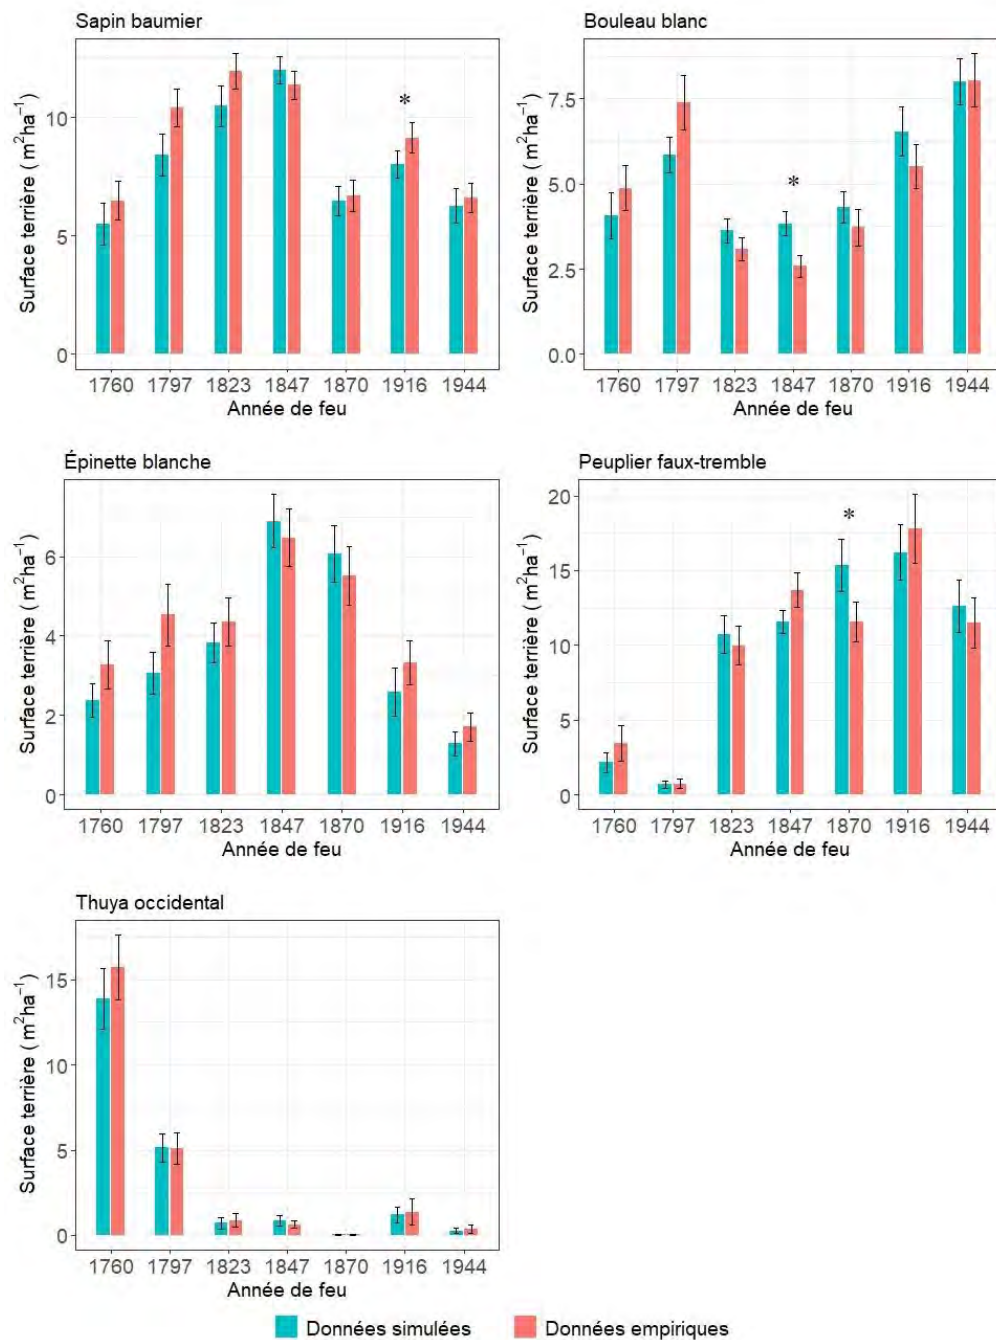 Sapin baumier
Surface terrière ( m²ha⁻¹)
10
5
0
*
1760 1797 1823 1847 1870 1916 1944
Année de feu
Bouleau blanc
Surface terrière ( m²ha⁻¹)
7.5
5.0
2.5
0.0
*
1760 1797 1823 1847 1870 1916 1944
Année de feu
Épinette blanche
Surface terrière ( m²ha⁻¹)
6
4
2
0
1760 1797 1823 1847 1870 1916 1944
Année de feu
Peuplier faux-tremble
Surface terrière ( m²ha⁻¹)
20
15
10
5
0
*
1760 1797 1823 1847 1870 1916 1944
Année de feu
Thuya occidental
Surface terrière ( m²ha⁻¹)
15
10
5
0
1760 1797 1823 1847 1870 1916 1944
Année de feu
Données simulées Données empiriques